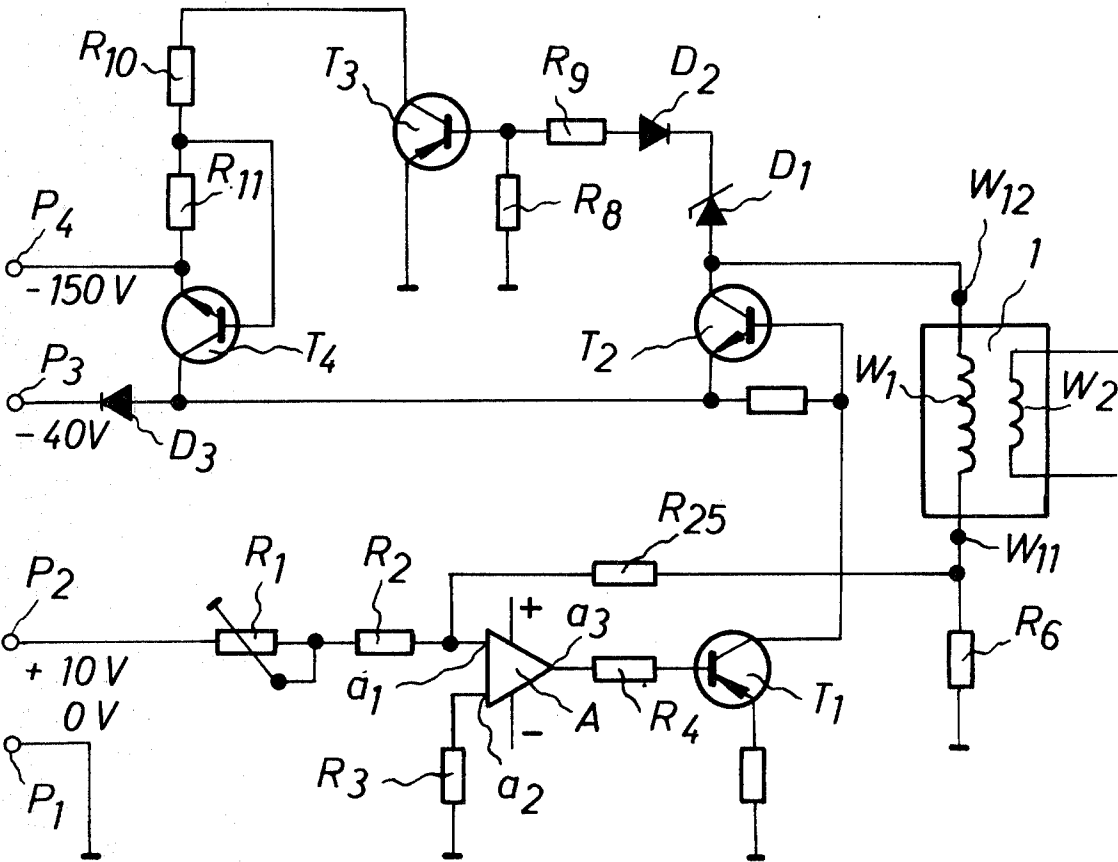 R10
T3
R9
D2
R11
R8
D1
W12
P4
1
- 150 V
T4
T2
P3
W1
W2
- 40V
D3
R25
P2
R1
R2
W11
+
a3
R6
+ 10 V
a1
0 V
A
R4
T1
-
P1
R3
a2